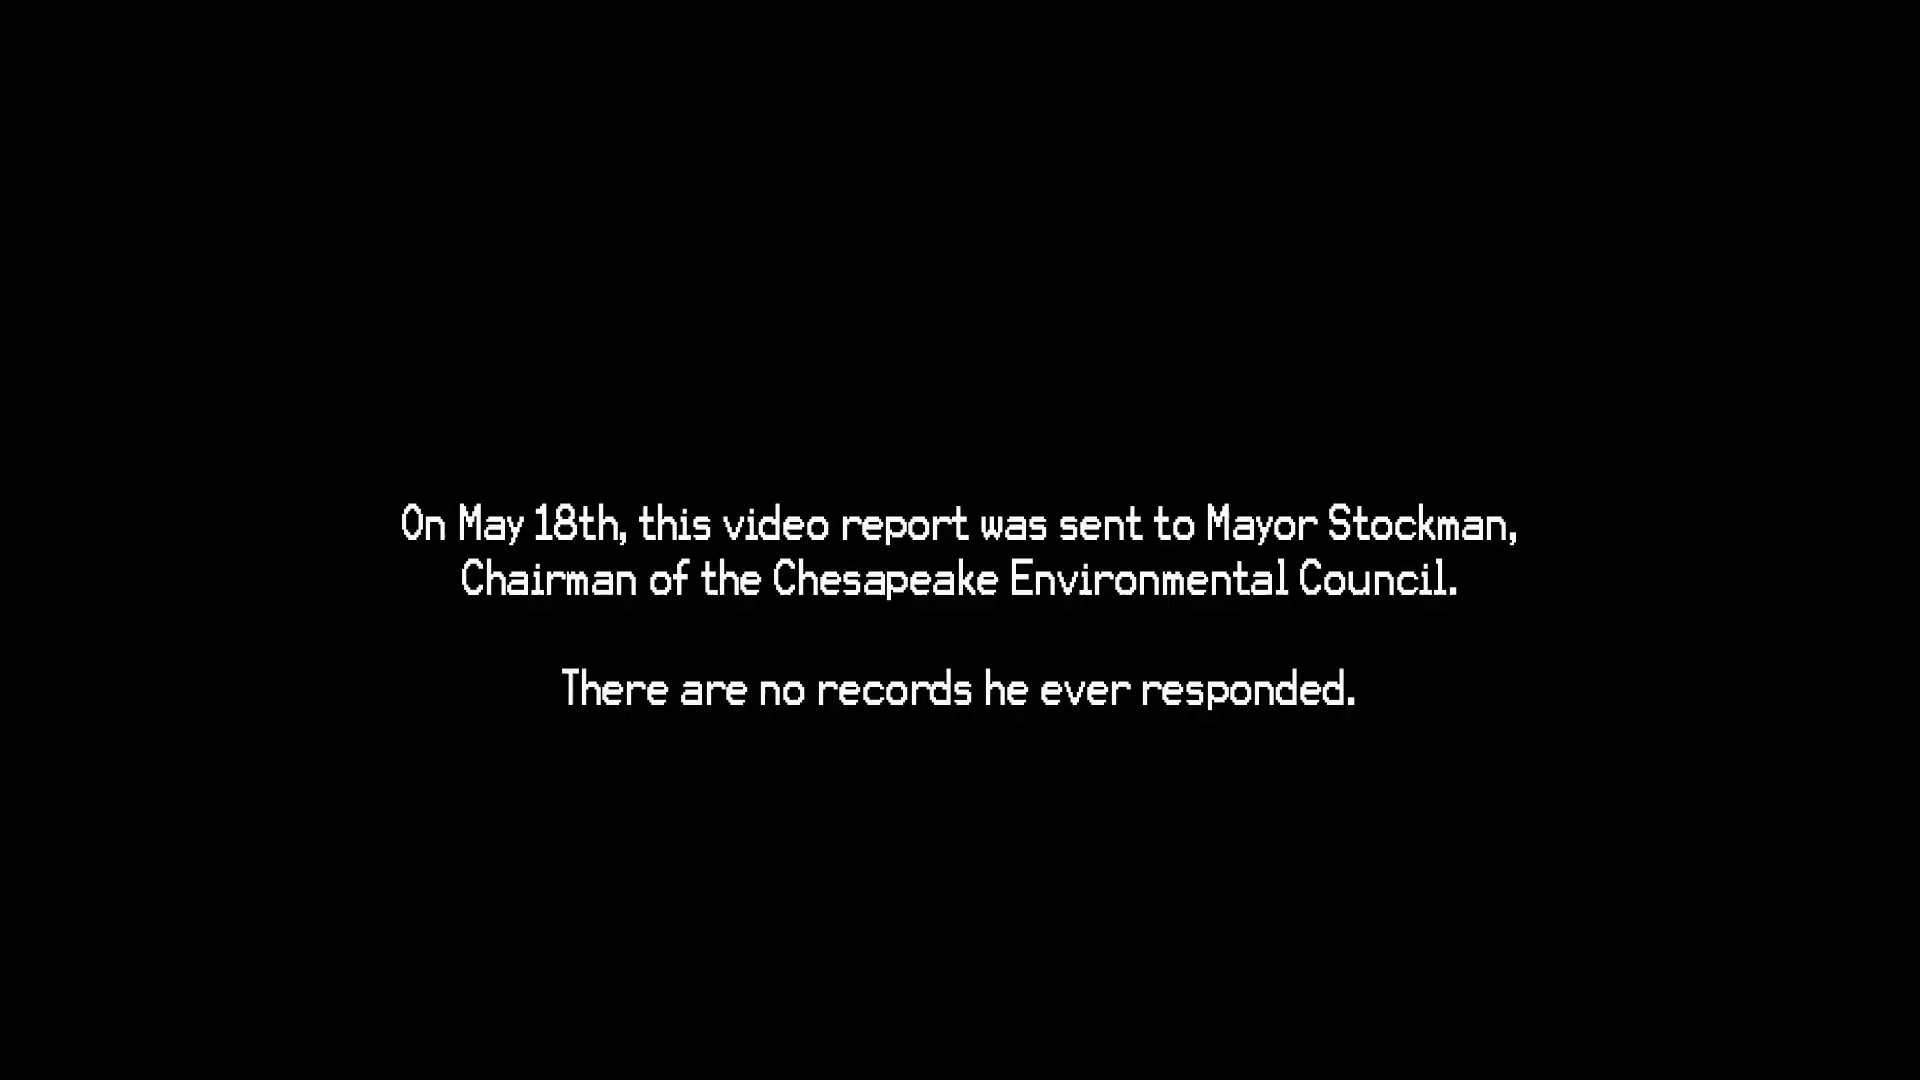 On May 18th, this video report was sent to Mayor Stockman,
Chairman of the Chesapeake Environmental Council.
There are no records he ever responded.